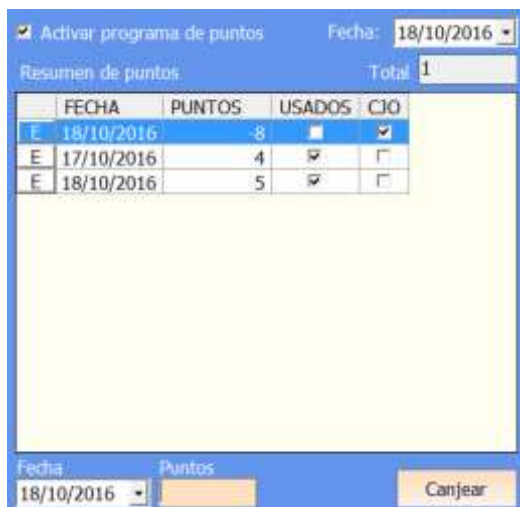 Activar programa de puntos Fecha: 18/10/2016
Resumen de puntos Total 1
FECHA PUNTOS USADOS CJO
E 18/10/2016 -8
E 17/10/2016 4
E 18/10/2016 5
Fecha Puntos
18/10/2016 Canjear